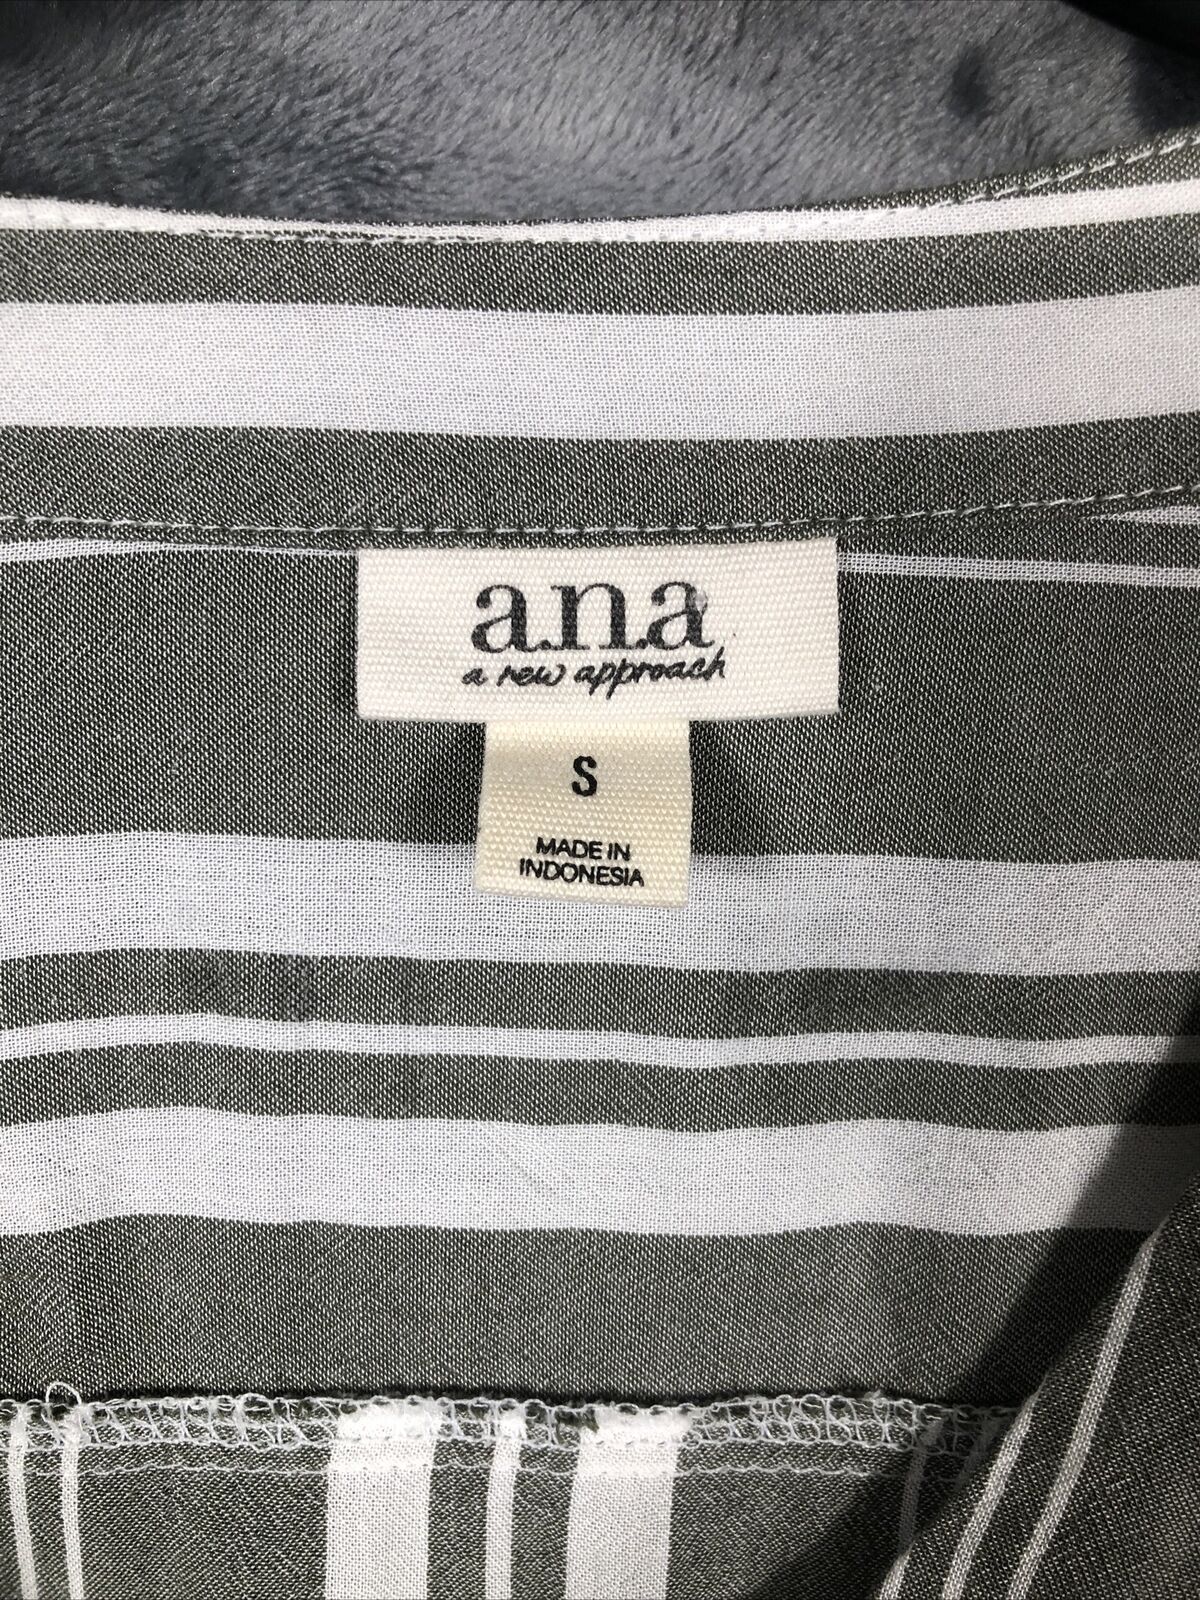 a.n.a
a new approach
S
MADE IN
INDONESIA